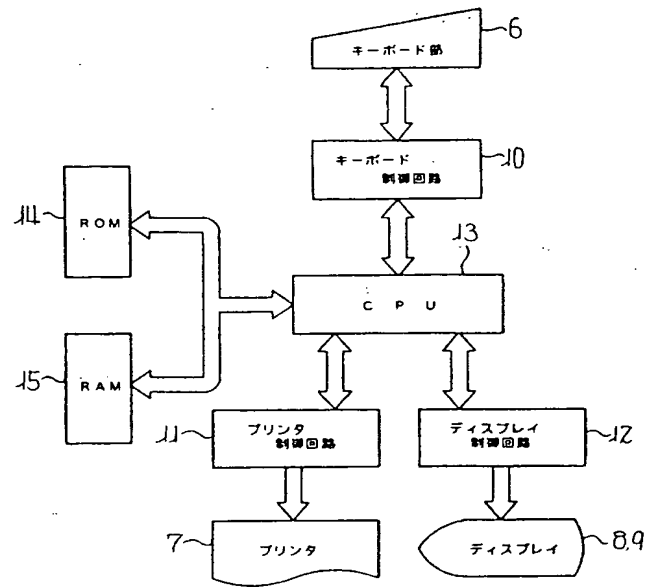 6
キーボード部
キーボード
制御回路
10
14
ROM
13
CPU
15
RAM
11
プリンタ
制御回路
ディスプレイ
制御回路
12
7
プリンタ
ディスプレイ
8,9